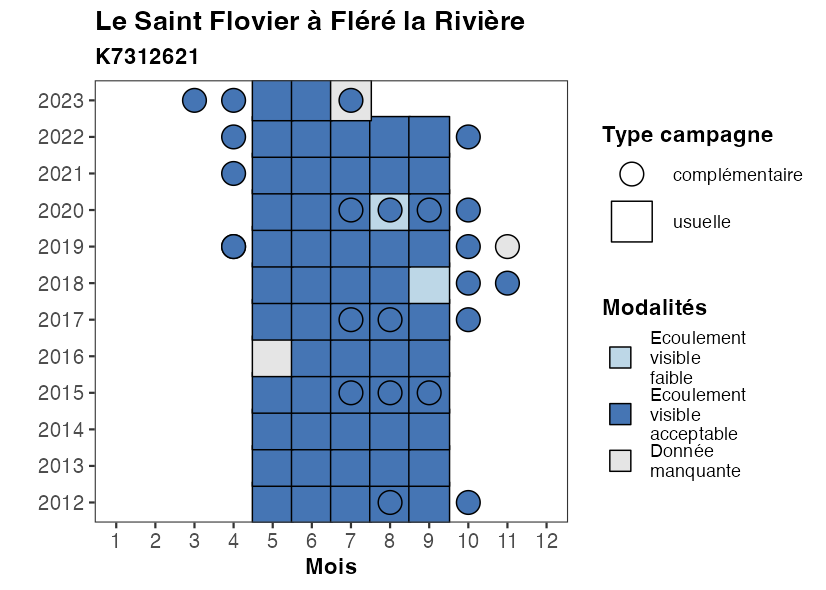 Le Saint Flovier à Fléré la Rivière
K7312621
2023
2022
2021
2020
2019
2018
2017
2016
2015
2014
2013
2012
1 2 3 4 5 6 7 8 9 10 11 12
Mois
Type campagne
complémentaire
usuelle
Modalités
Ecoulement
visible
faible
Ecoulement
visible
acceptable
Donnée
manquante